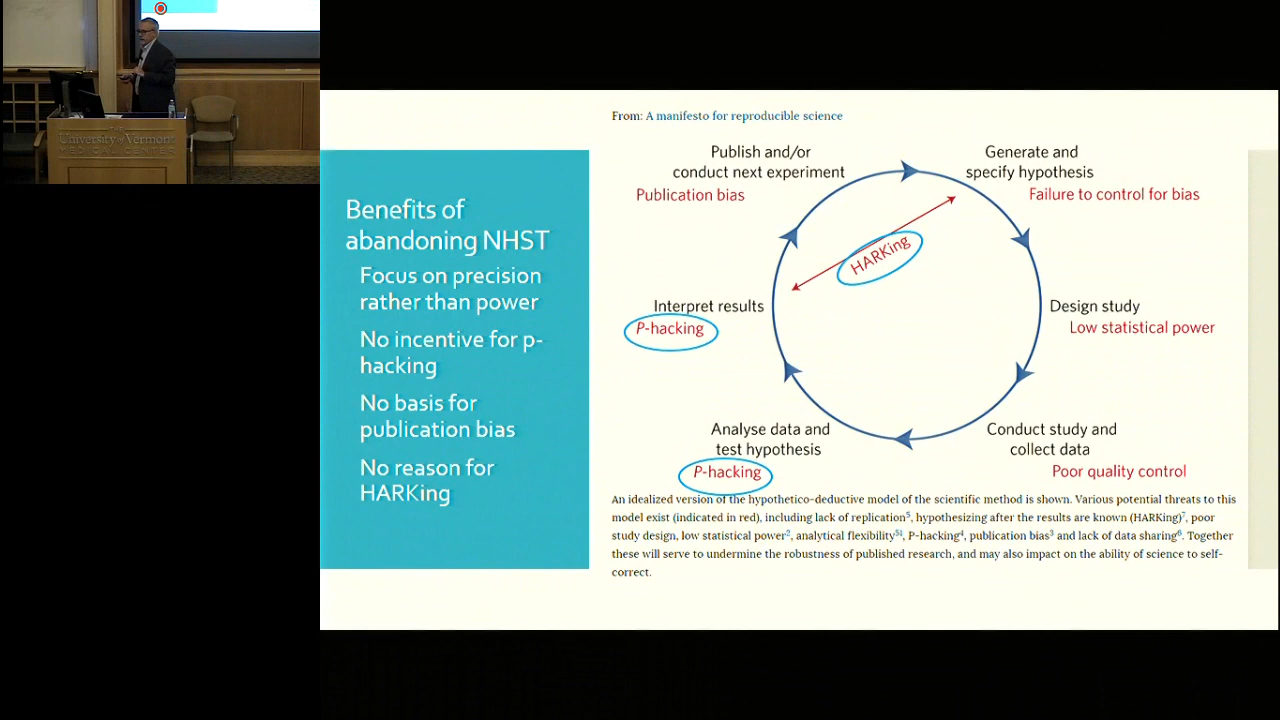 THE
University of Vermont
MEDICAL CENTER
Benefits of
abandoning NHST
Focus on precision
rather than power
No incentive for p-
hacking
No basis for
publication bias
No reason for
HARKing
From: A manifesto for reproducible science
Publish and/or
conduct next experiment
Publication bias
Generate and
specify hypothesis
Failure to control for bias
HARKing
Interpret results
P-hacking
Design study
Low statistical power
Analyse data and
test hypothesis
P-hacking
Conduct study and
collect data
Poor quality control
An idealized version of the hypothetico-deductive model of the scientific method is shown. Various potential threats to this
model exist (indicated in red), including lack of replication5, hypothesizing after the results are known (HARKing)7, poor
study design, low statistical power2, analytical flexibility51, P-hacking4, publication bias3 and lack of data sharing6. Together
these will serve to undermine the robustness of published research, and may also impact on the ability of science to self-
correct.